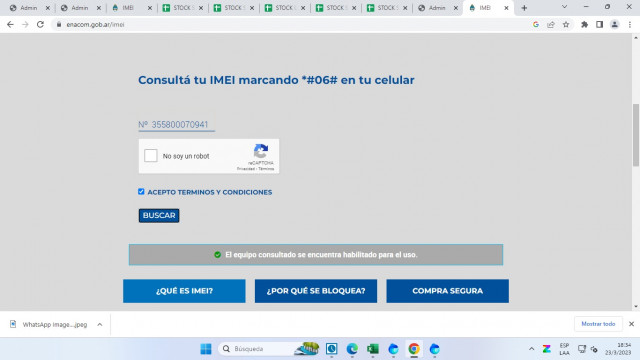 Admin
Admin
IMEI
STOCK S
STOCK S
STOCK S
STOCK S
STOCK S
Admin
IMEI
enacom.gob.ar/imei
Consultá tu IMEI marcando *#06# en tu celular
Nº 355800070941
No soy un robot
reCAPTCHA
Privacidad - Términos
ACEPTO TERMINOS Y CONDICIONES
BUSCAR
El equipo consultado se encuentra habilitado para el uso.
¿QUÉ ES IMEI?
¿POR QUÉ SE BLOQUEA?
COMPRA SEGURA
WhatsApp Image....jpeg
Mostrar todo
Búsqueda
ESP
LAA
18:34
23/3/2023